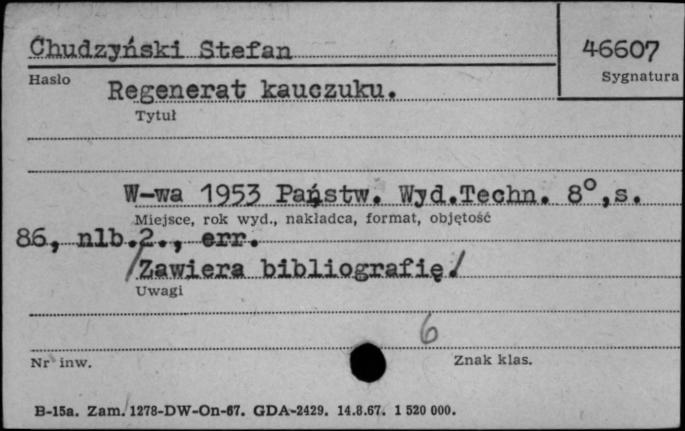 Chudzyński Stefan
46607
Hasło
Sygnatura
Regenerat kauczuku.
Tytuł
W-wa 1953 Państw. Wyd.Techn. 8°,s.
Miejsce, rok wyd., nakładca, format, objętość
86, nlb.2., err.
/Zawiera bibliografię/
Uwagi
6
Nr inw.
Znak klas.
B-15a. Zam. 1278-DW-On-67. GDA-2429. 14.8.67. 1 520 000.